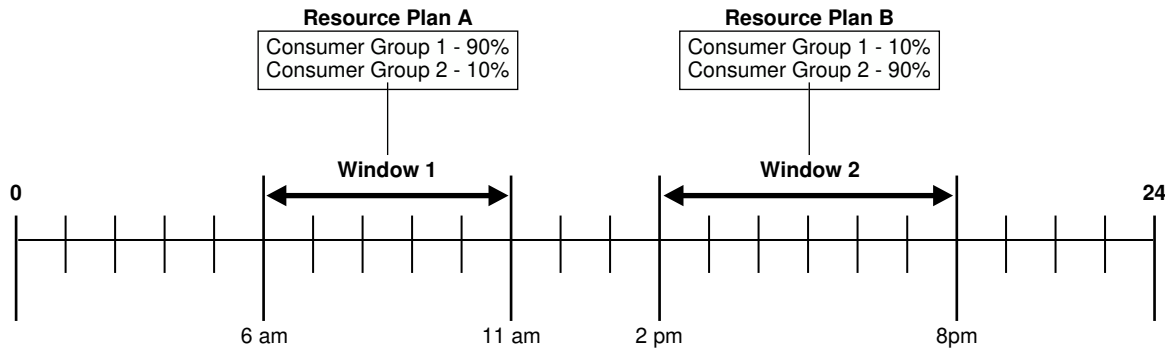 Resource Plan A
Consumer Group 1 - 90%
Consumer Group 2 - 10%
Resource Plan B
Consumer Group 1 - 10%
Consumer Group 2 - 90%
Window 1
Window 2
0
24
6 am
11 am
2 pm
8pm